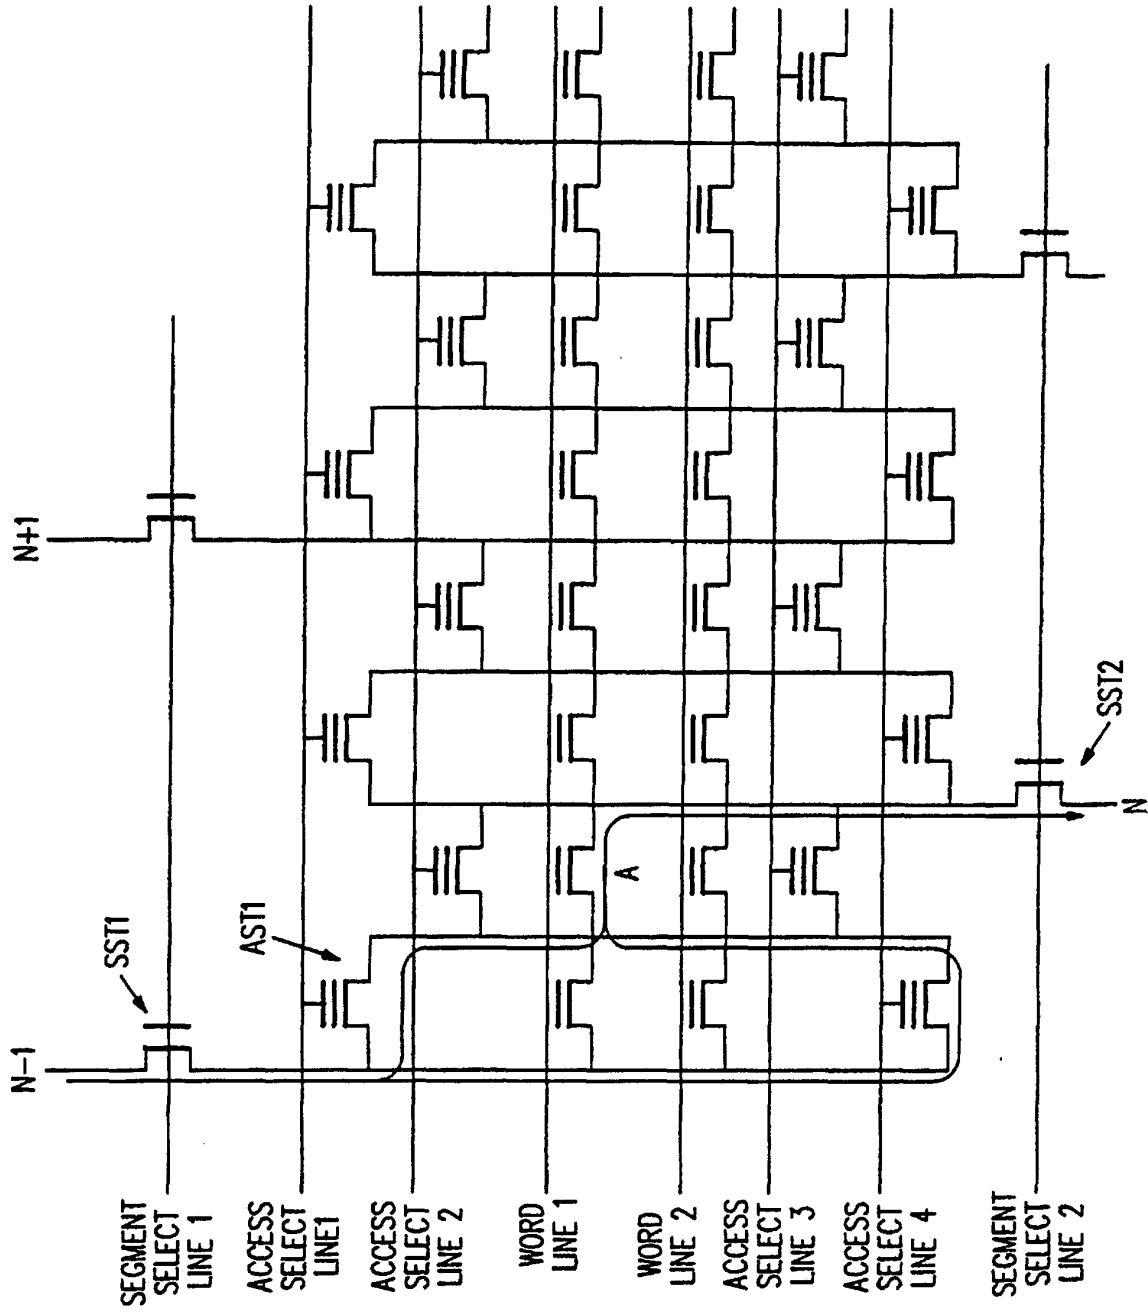 N-1
N+1
SST1
AST1
A
SST2
N
SEGMENT
SELECT
LINE 1
ACCESS
SELECT
LINE1
ACCESS
SELECT
LINE 2
WORD
LINE 1
WORD
LINE 2
ACCESS
SELECT
LINE 3
ACCESS
SELECT
LINE 4
SEGMENT
SELECT
LINE 2